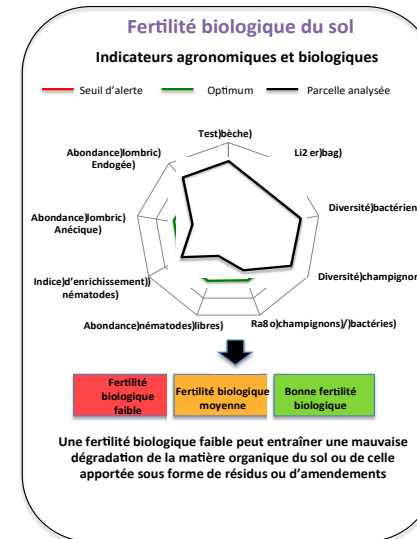 Fertilité biologique du sol
Indicateurs agronomiques et biologiques
Seuil d'alerte
Optimum
Parcelle analysée
Test)bèche)
Li2 er)bag)
Abondance)lombric)
Endogée)
Diversité)bactérien
Abondance)lombric)
Anécique)
Diversité)champignon
Indice)d'enrichissement))
nématodes)
Ra8o)champignons)/)bactéries)
Abondance)nématodes)libres)
Fertilité
biologique
faible
Fertilité biologique
moyenne
Bonne fertilité
biologique
Une fertilité biologique faible peut entraîner une mauvaise
dégradation de la matière organique du sol ou de celle
apportée sous forme de résidus ou d'amendements